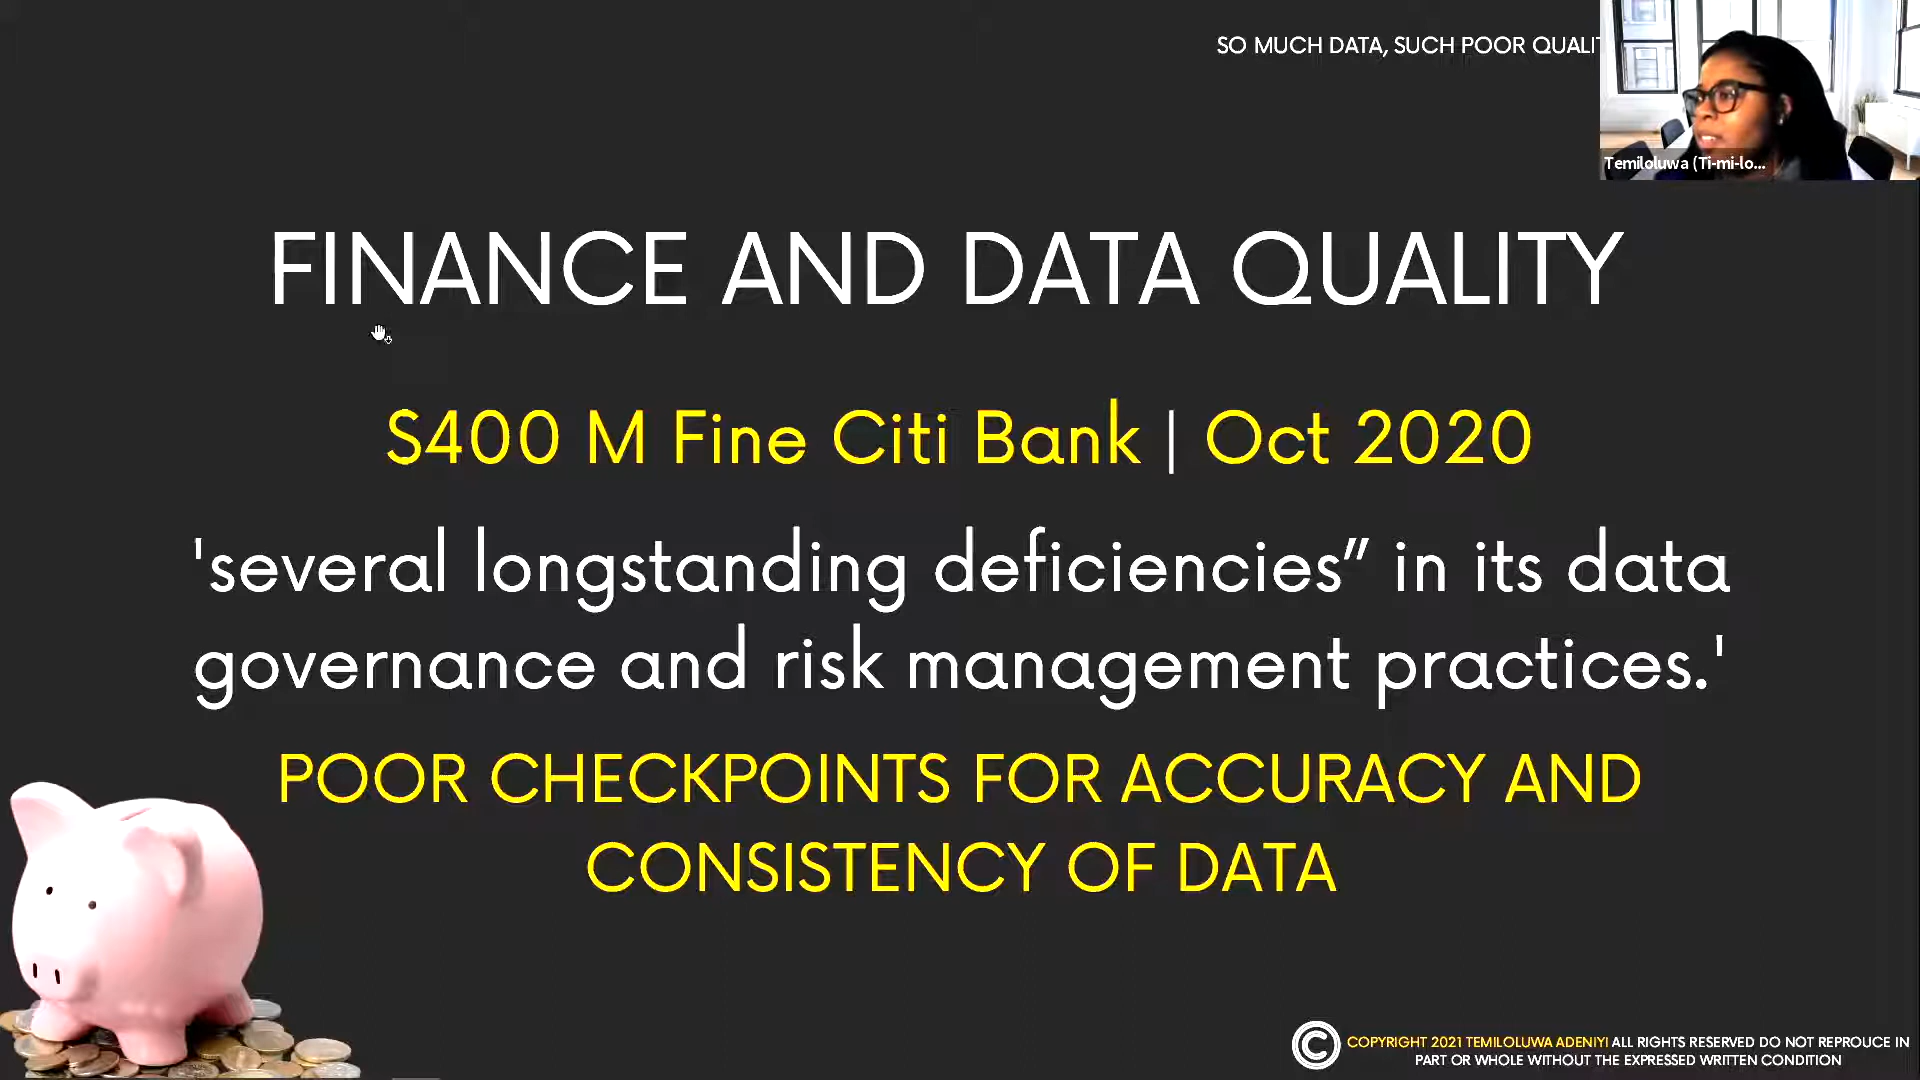 SO MUCH DATA, SUCH POOR QUALIT
Temiloluwa (Ti-mi-lo...
FINANCE AND DATA QUALITY
S400 M Fine Citi Bank | Oct 2020
'several longstanding deficiencies” in its data
governance and risk management practices.'
POOR CHECKPOINTS FOR ACCURACY AND
CONSISTENCY OF DATA
© COPYRIGHT 2021 TEMILOLUWA ADENIYI ALL RIGHTS RESERVED DO NOT REPROUCE IN
PART OR WHOLE WITHOUT THE EXPRESSED WRITTEN CONDITION